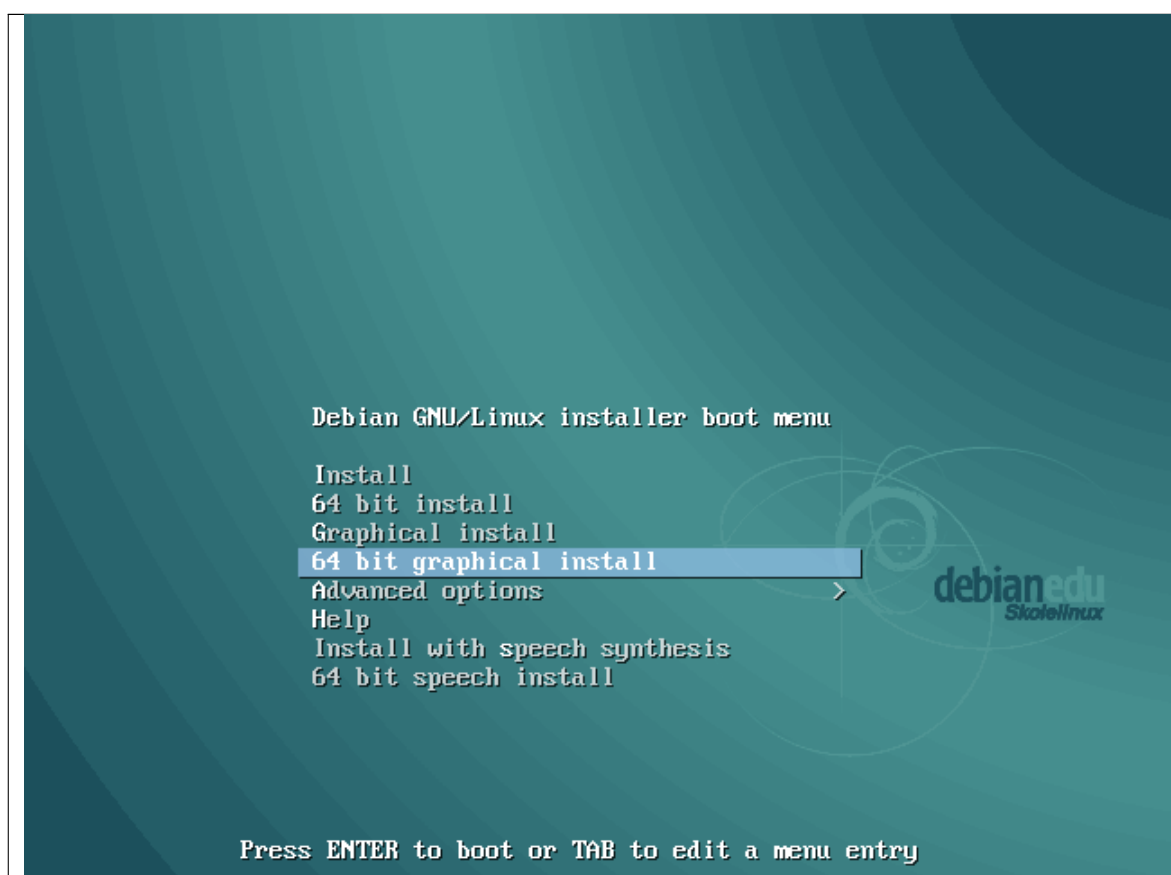 Debian GNU/Linux installer boot menu
Install
64 bit install
Graphical install
64 bit graphical install
Advanced options >
Help
Install with speech synthesis
64 bit speech install
debianedu
Skolelinux
Press ENTER to boot or TAB to edit a menu entry